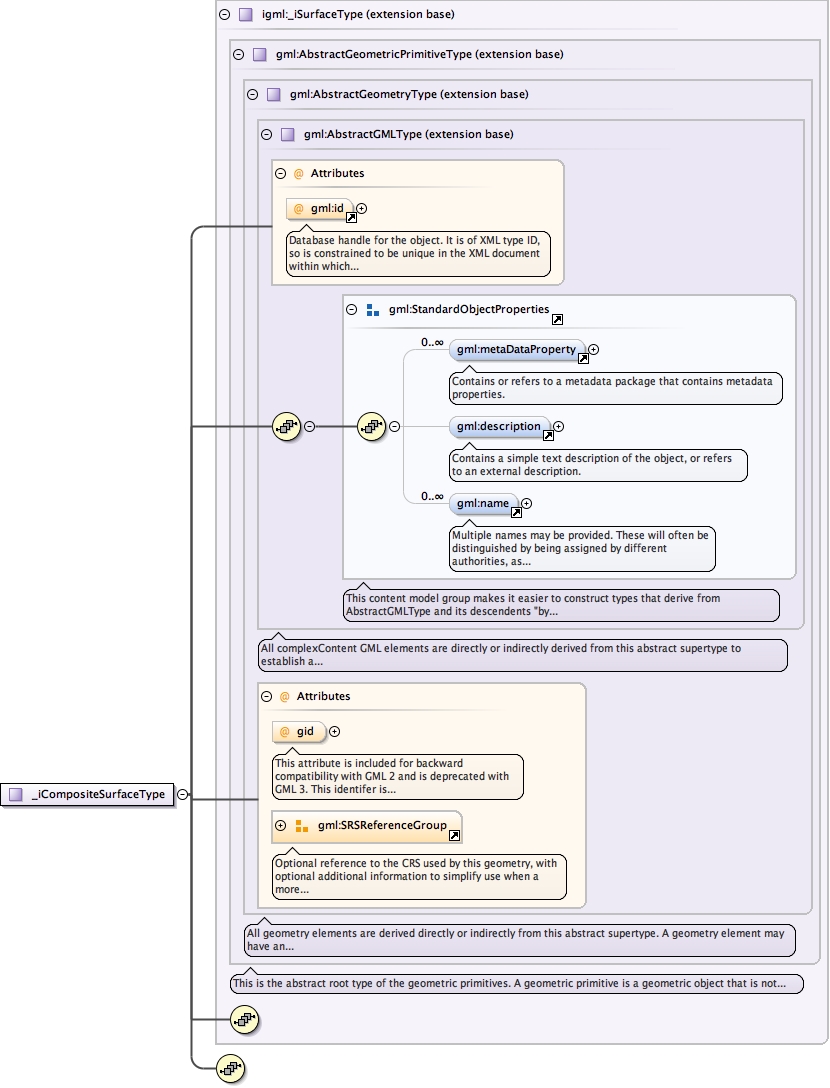 igml:_iSurfaceType (extension base)
gml:AbstractGeometricPrimitiveType (extension base)
gml:AbstractGeometryType (extension base)
gml:AbstractGMLType (extension base)
@ Attributes
@ gml:id
Database handle for the object. It is of XML type ID,
so is constrained to be unique in the XML document
within which...
gml:StandardObjectProperties
0..∞
gml:metaDataProperty
Contains or refers to a metadata package that contains metadata
properties.
gml:description
Contains a simple text description of the object, or refers
to an external description.
0..∞
gml:name
Multiple names may be provided. These will often be
distinguished by being assigned by different
authorities, as...
This content model group makes it easier to construct types that derive from
AbstractGMLType and its descendents "by...
All complexContent GML elements are directly or indirectly derived from this abstract supertype to
establish a...
@ Attributes
@ gid
This attribute is included for backward
compatibility with GML 2 and is deprecated with
GML 3. This identifer is...
_iCompositeSurfaceType
gml:SRSReferenceGroup
Optional reference to the CRS used by this geometry, with
optional additional information to simplify use when a
more...
All geometry elements are derived directly or indirectly from this abstract supertype. A geometry element may
have an...
This is the abstract root type of the geometric primitives. A geometric primitive is a geometric object that is not...